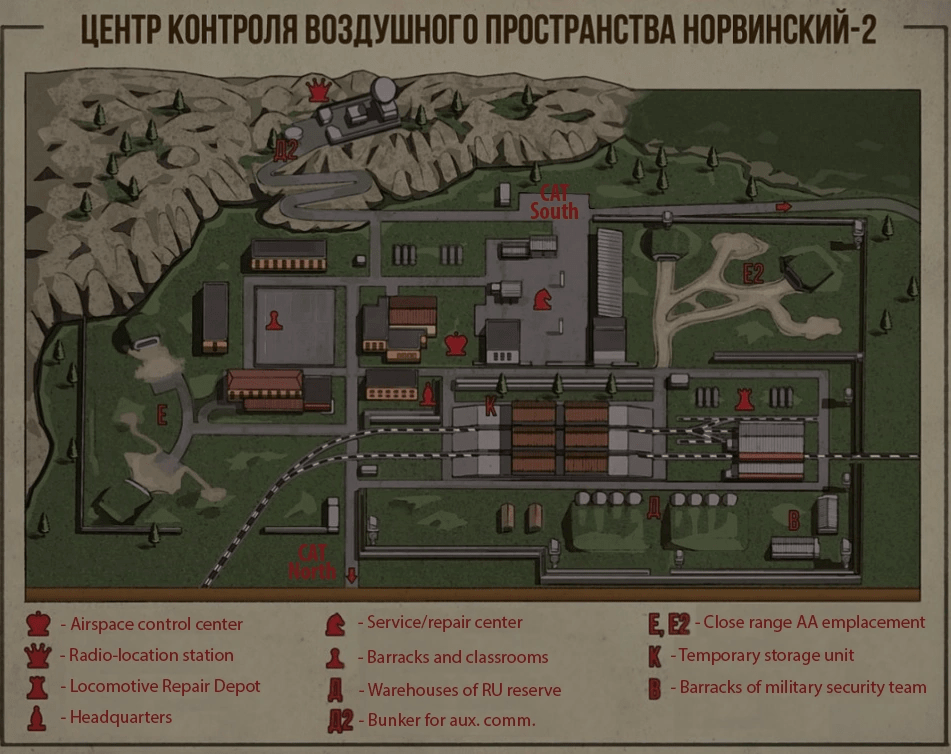 ЦЕНТР КОНТРОЛЯ ВОЗДУШНОГО ПРОСТРАНСТВА НОРВИНСКИЙ-2
Д2
CAT
South
E2
E
К
Д
В
CAT
North
- Airspace control center
- Radio-location station
- Locomotive Repair Depot
- Headquarters
- Service/repair center
- Barracks and classrooms
Д - Warehouses of RU reserve
Д2 - Bunker for aux. comm.
E, E2 - Close range AA emplacement
К - Temporary storage unit
В - Barracks of military security team